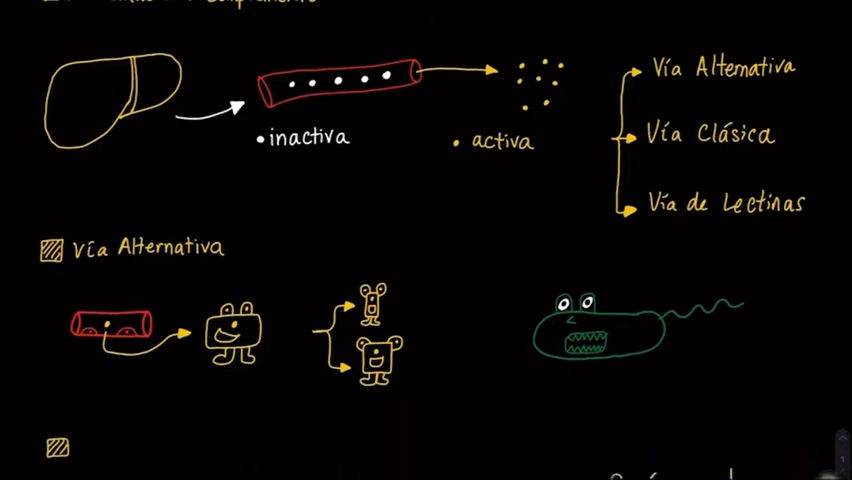 Vía Alternativa
• inactiva
• activa
Vía Clásica
Vía de Lectinas
Vía Alternativa